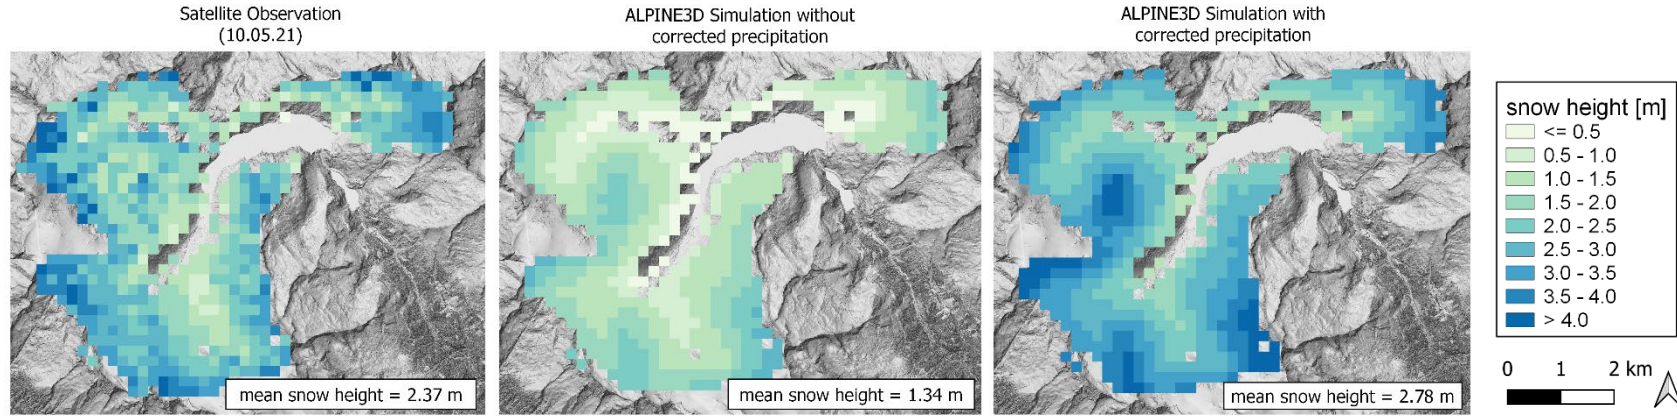 Satellite Observation
(10.05.21)
ALPINE3D Simulation without
corrected precipitation
ALPINE3D Simulation with
corrected precipitation
mean snow height = 2.37 m
mean snow height = 1.34 m
mean snow height = 2.78 m
snow height [m]
<= 0.5
0.5 - 1.0
1.0 - 1.5
1.5 - 2.0
2.0 - 2.5
2.5 - 3.0
3.0 - 3.5
3.5 - 4.0
> 4.0
0 1 2 km